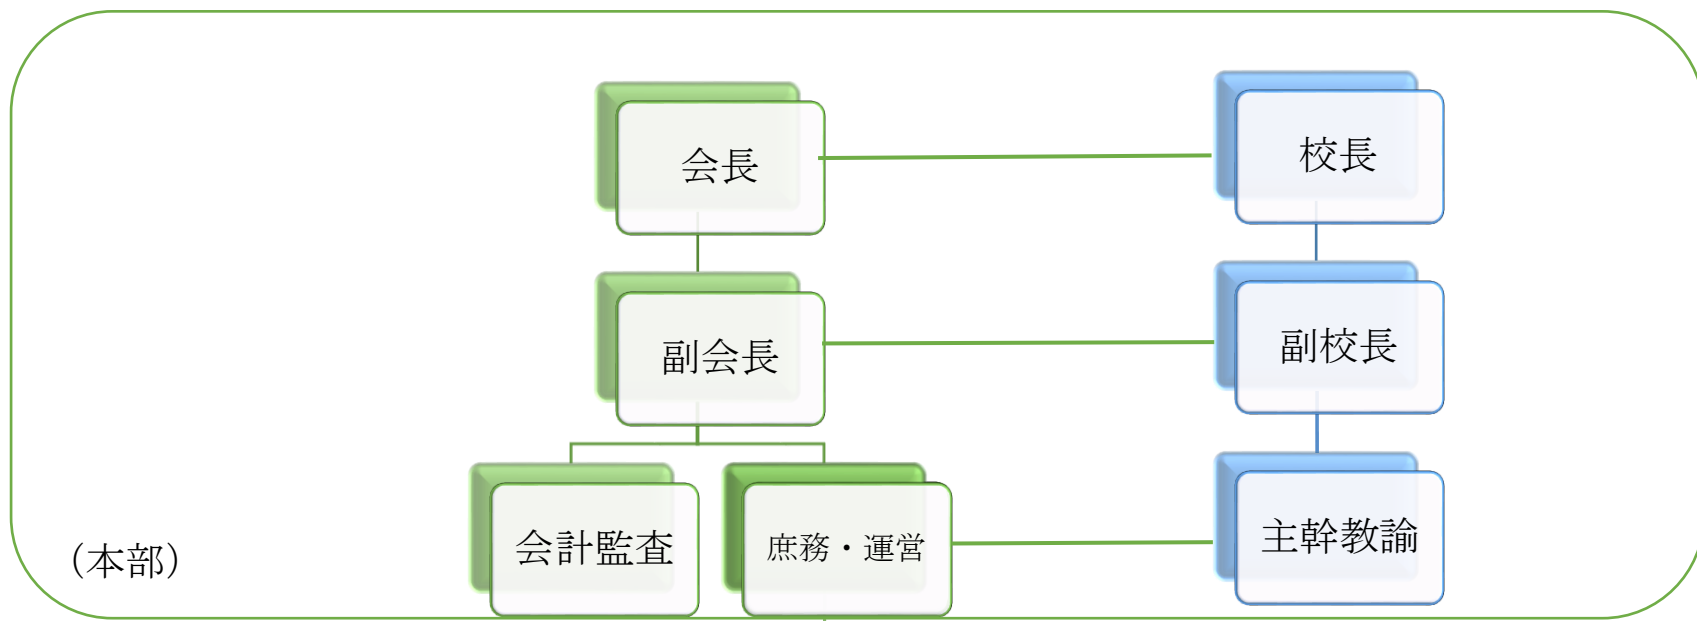 会長
校長
副会長
副校長
会計監査
庶務・運営
主幹教諭
（本部）